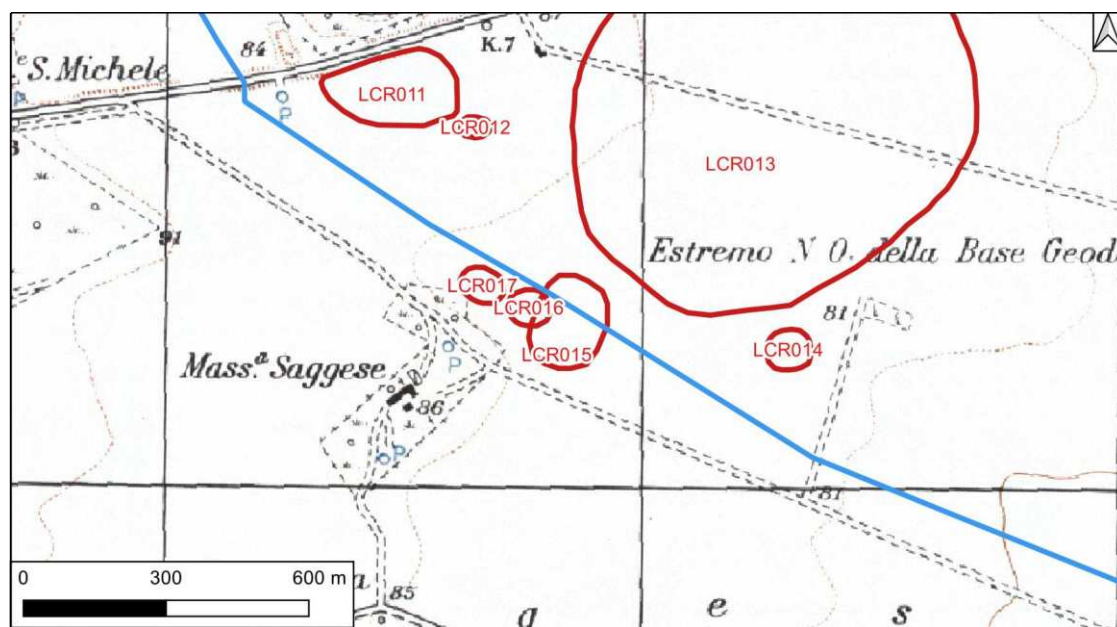 K.7
84
e S. Michele
LCR011
P
LCR012
LCR013
91
Estremo N O. della Base Geod
LCR017
LCR016
81
LCR015
LCR014
Mass.a Saggese
P
86
P
81
0 300 600 m
a
85
a e s